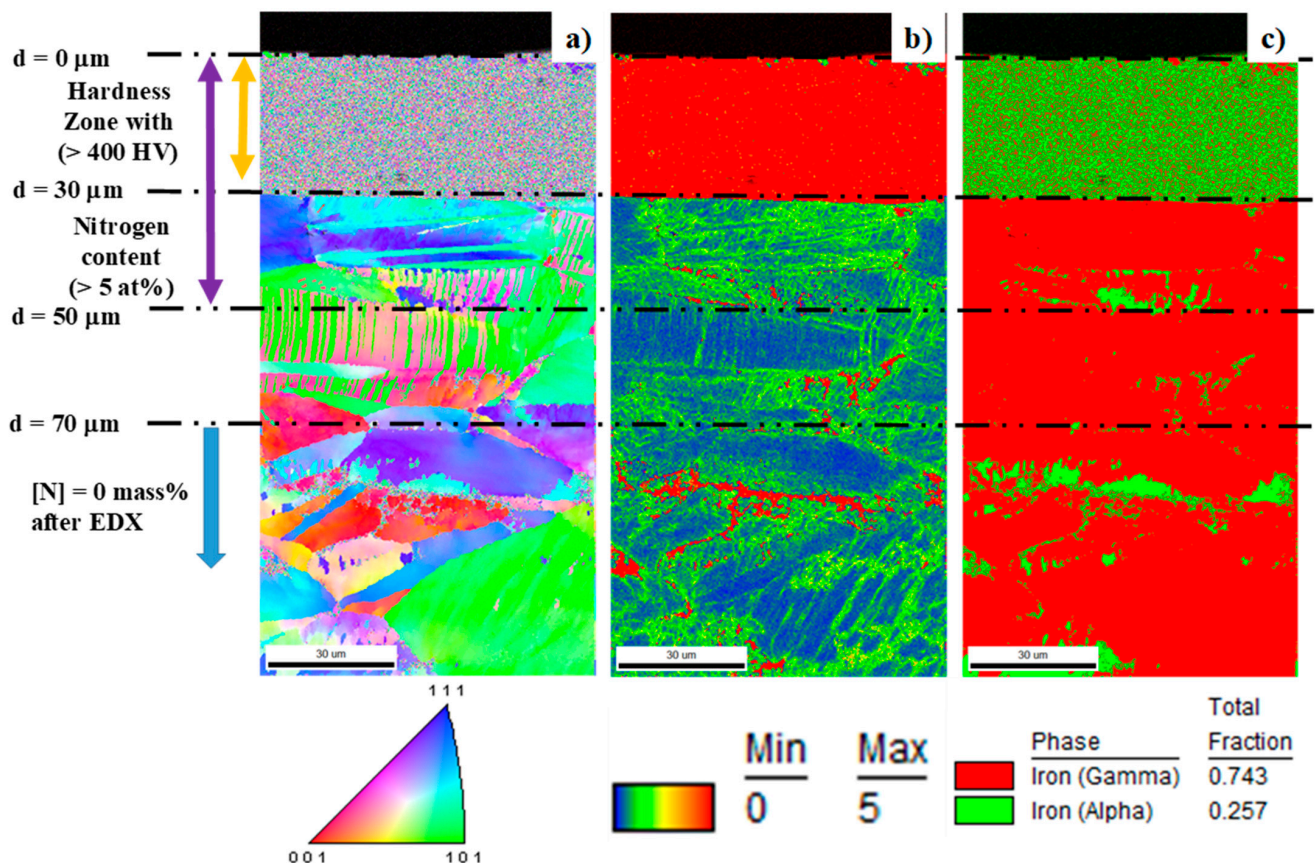 a)
b)
c)
d = 0 µm
Hardness
Zone with
(> 400 HV)
d = 30 µm
Nitrogen
content
(> 5 at%)
d = 50 µm
d = 70 µm
[N] = 0 mass%
after EDX
30 um
30 um
30 um
1 1 1
0 0 1
1 0 1
Min Max
0 5
Total
Phase Fraction
Iron (Gamma) 0.743
Iron (Alpha) 0.257